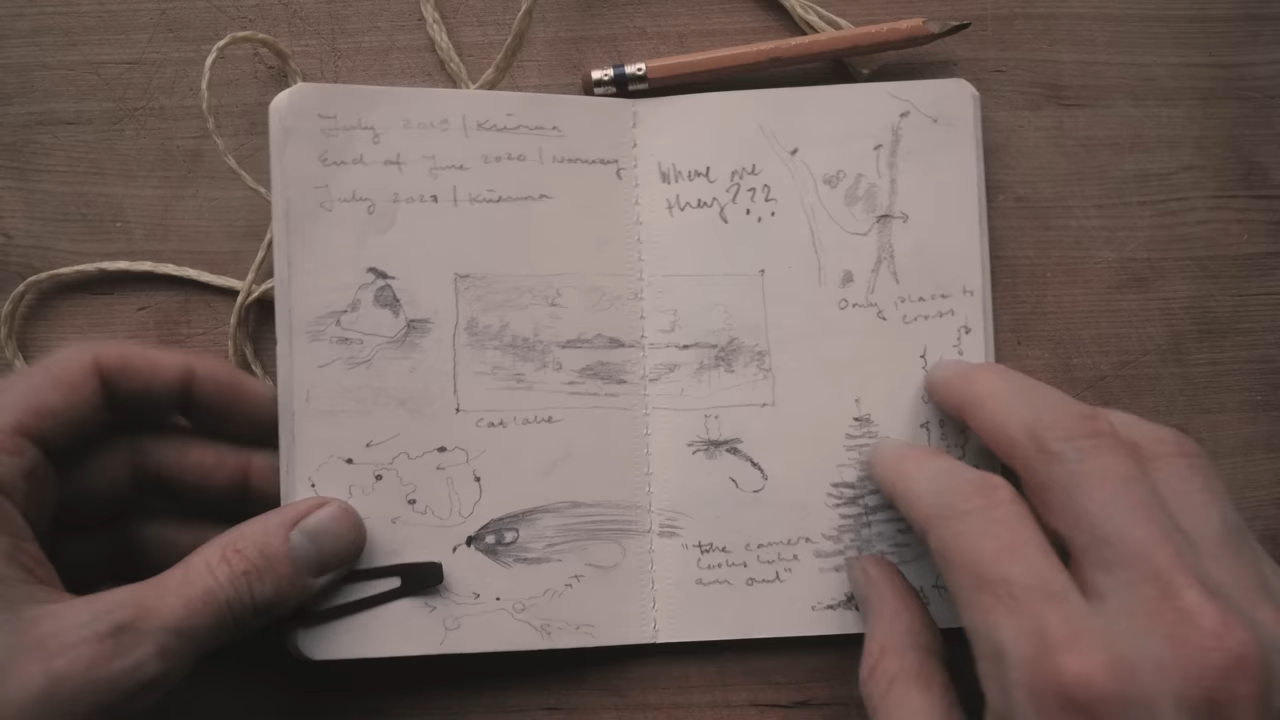 July 2019 | Kiruna
End of June 2020 | Norway
July 2021 | Kiruna
Where are
they???
Only place to
cross
Cat lake
"the camera
looks like
an owl"